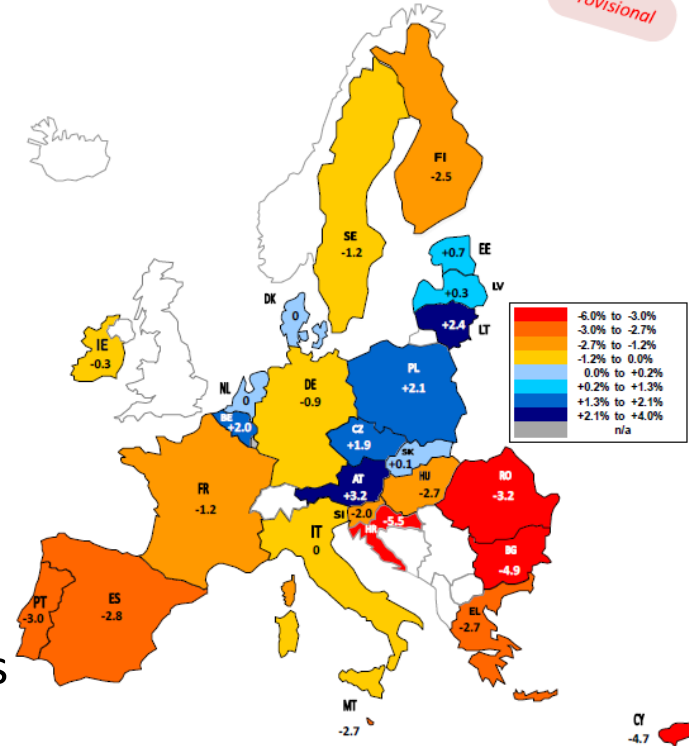 rovisional
FI
-2.5
SE
-1.2
+0.7 EE
LV
+0.3
+2.4 LT
DK
0
IE
-0.3
-6.0% to -3.0%
-3.0% to -2.7%
-2.7% to -1.2%
-1.2% to 0.0%
0.0% to +0.2%
+0.2% to +1.3%
+1.3% to +2.1%
+2.1% to +4.0%
n/a
NL
0
BE
+2.0
DE
-0.9
PL
+2.1
CZ
+1.9
SK
+0.1
AT
+3.2
HU
-2.7
RO
-3.2
FR
-1.2
SI -2.0
HR -5.5
IT
0
BG
-4.9
PT
-3.0
ES
-2.8
EL
-2.7
s
MT
-2.7
CY
-4.7